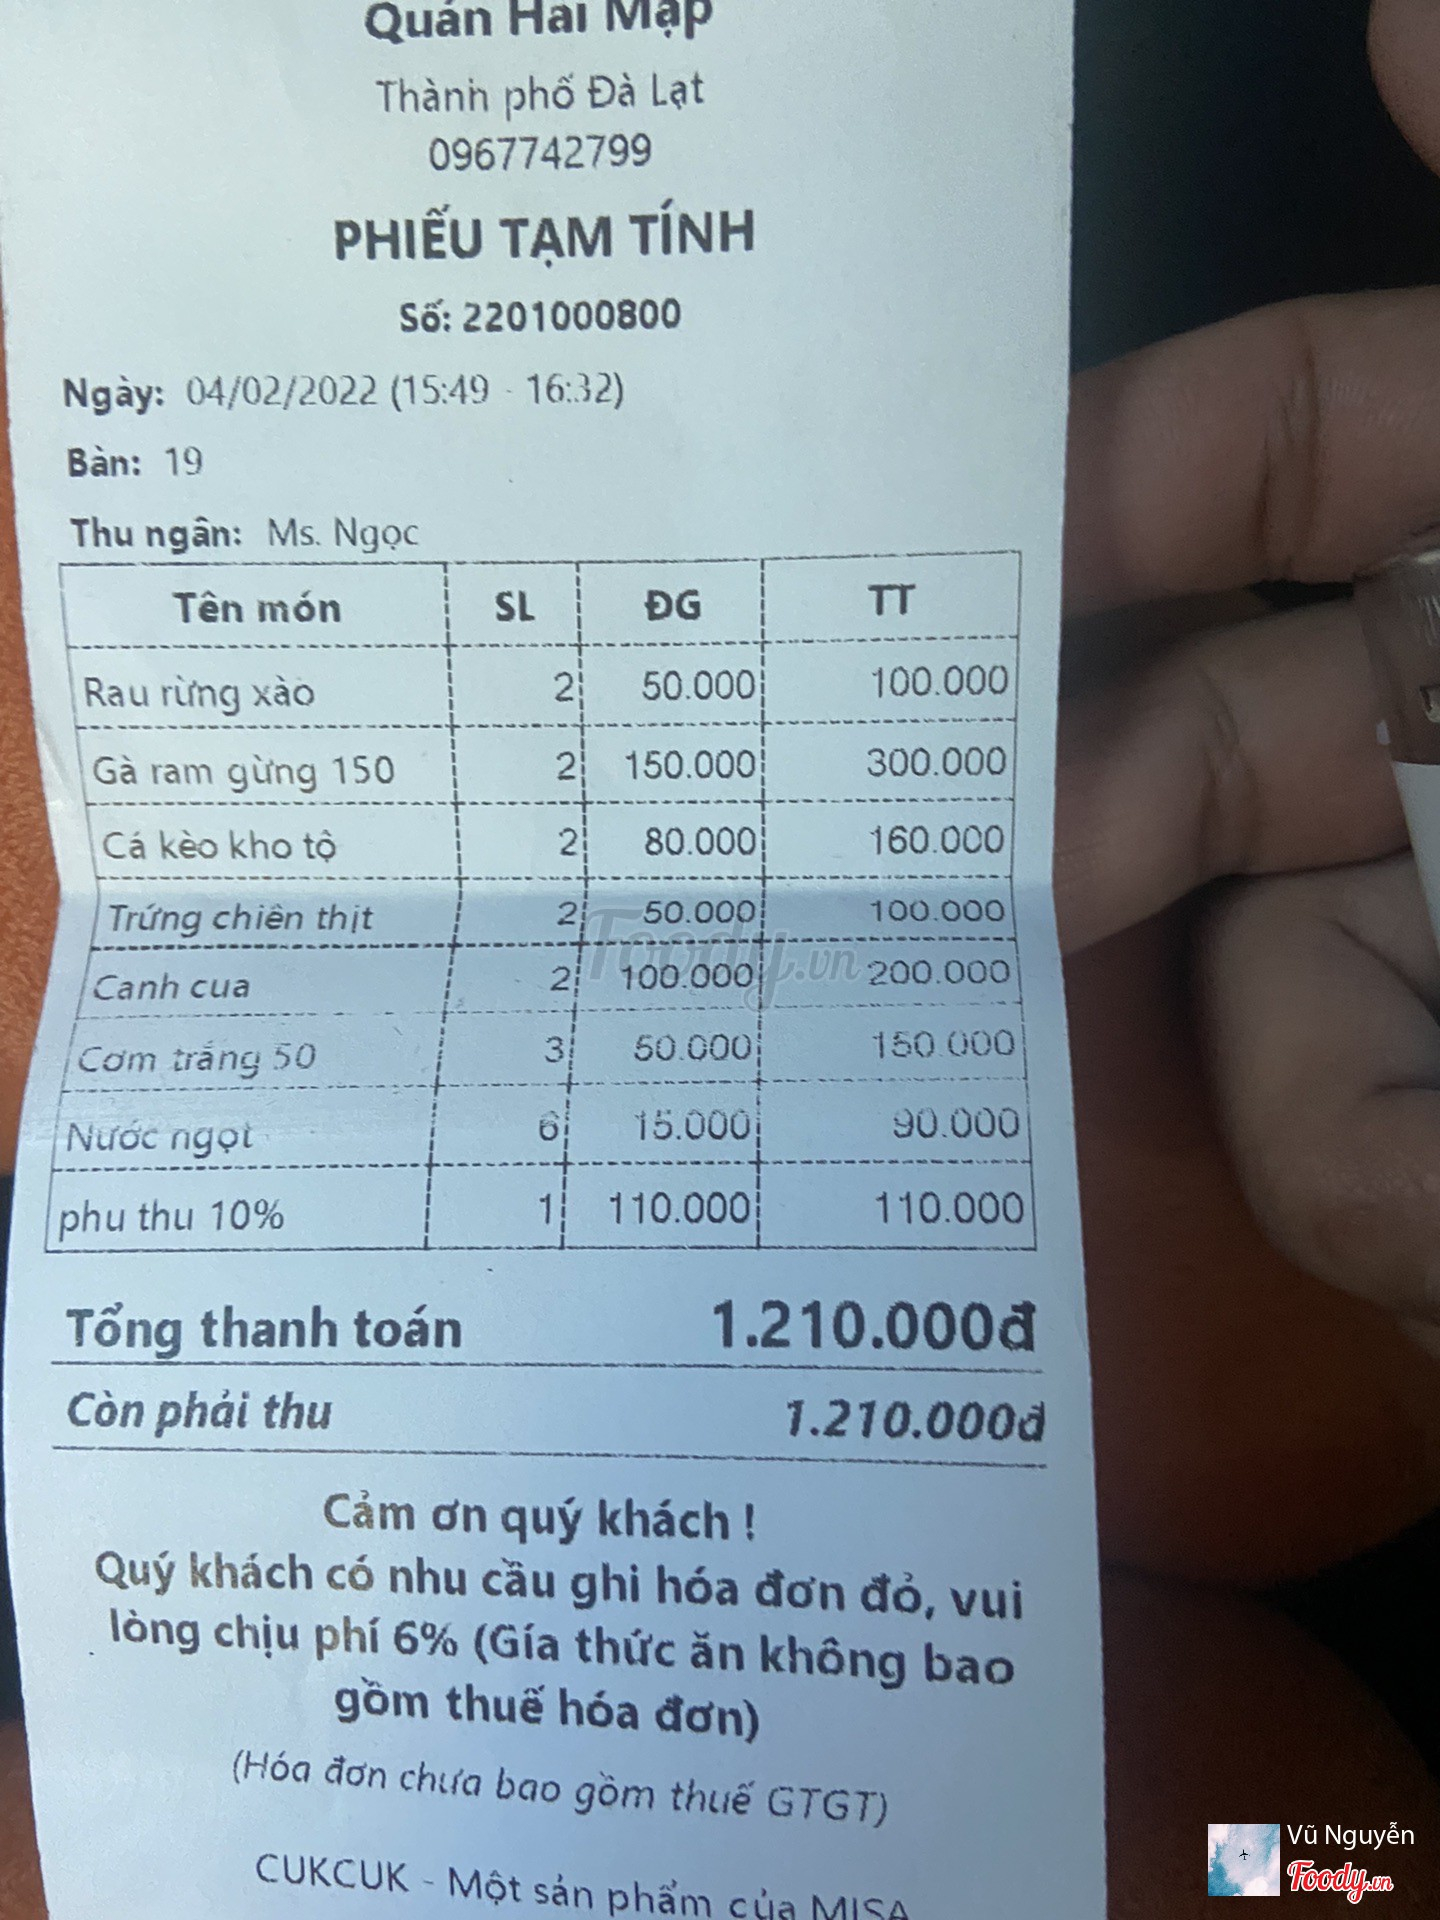 Quán Hai Mập
Thành phố Đà Lạt
0967742799
PHIẾU TẠM TÍNH
Số: 2201000800
Ngày: 04/02/2022 (15:49 - 16:32)
Bàn: 19
Thu ngân: Ms. Ngọc
Tên món SL ĐG TT
Rau rừng xào 2 50.000 100.000
Gà ram gừng 150 2 150.000 300.000
Cá kèo kho tộ 2 80.000 160.000
Trứng chiên thịt 2 50.000 100.000
Canh cua 2 100.000 200.000
Cơm trắng 50 3 50.000 150.000
Nước ngọt 6 15.000 90.000
phu thu 10% 1 110.000 110.000
Tổng thanh toán 1.210.000đ
Còn phải thu 1.210.000đ
Cảm ơn quý khách !
Quý khách có nhu cầu ghi hóa đơn đỏ, vui
lòng chịu phí 6% (Gía thức ăn không bao
gồm thuế hóa đơn)
(Hóa đơn chưa bao gồm thuế GTGT)
CUKCUK - Một sản phẩm của MISA
Foody.vn
Vũ Nguyễn
Foody.vn